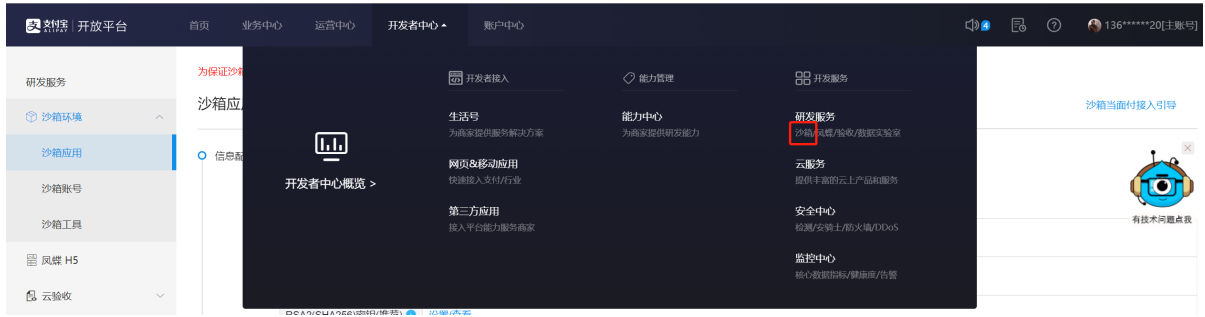 支付宝 ALIPAY 开放平台 首页 业务中心 运营中心 开发者中心 账户中心 4 136******20[主账号]
研发服务
沙箱环境
沙箱应用
沙箱账号
沙箱工具
凤蝶 H5
云验收
为保证沙箱
沙箱应
沙箱当面付接入引导
信息配
开发者中心概览 >
开发者接入
生活号
为商家提供服务解决方案
网页&移动应用
快速接入支付/行业
第三方应用
接入平台能力服务商家
能力管理
能力中心
为商家提供研发能力
开发服务
研发服务
沙箱/凤蝶/验收/数据实验室
云服务
提供丰富的云上产品和服务
安全中心
检测/安骑士/防火墙/DDoS
监控中心
核心数据指标/健康度/告警
有技术问题点我
RSA2(SHA256)密钥(推荐) 设置/查看